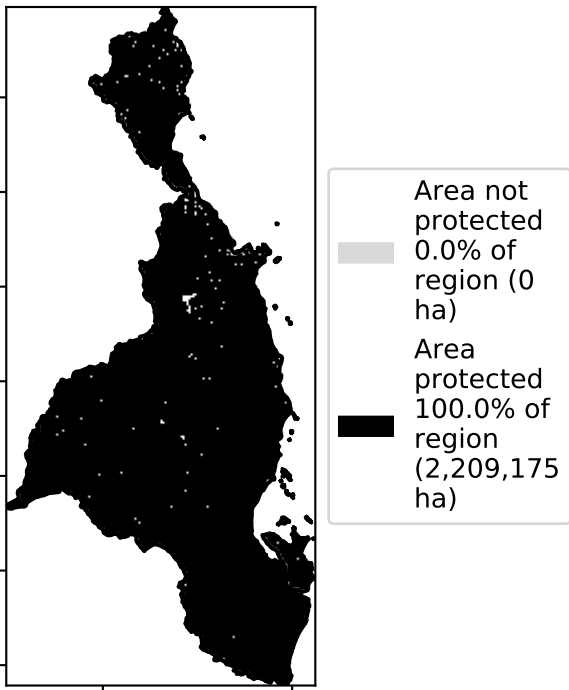 Area not
protected
0.0% of
region (0
ha)
Area
protected
100.0% of
region
(2,209,175
ha)